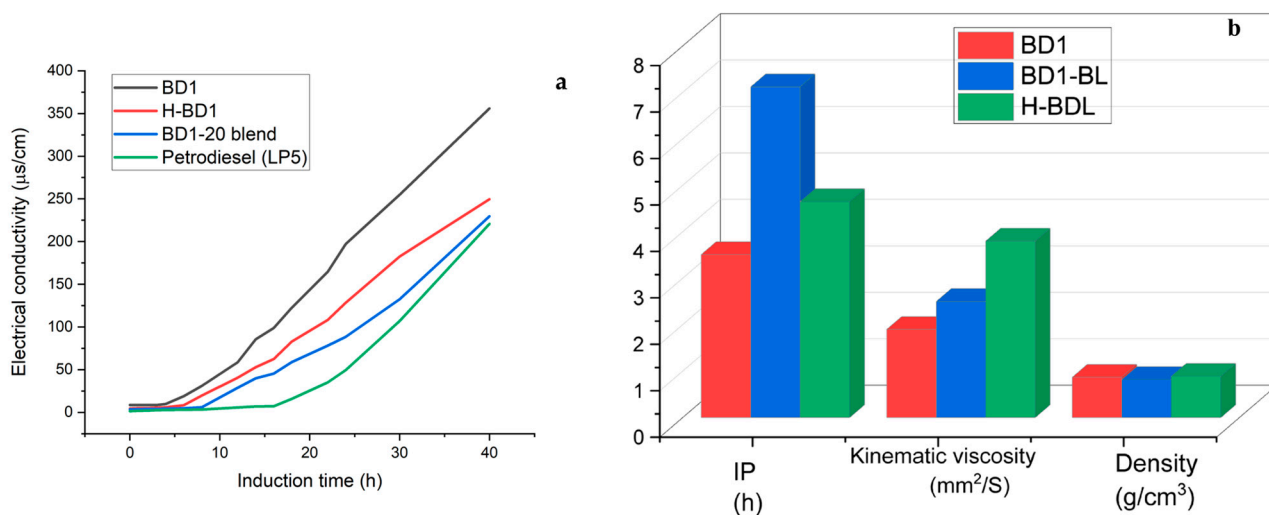 a
BD1
H-BD1
BD1-20 blend
Petrodiesel (LP5)
400
350
300
250
200
150
100
50
0
Electrical conductivity (μs/cm)
0 10 20 30 40
Induction time (h)
b
BD1
BD1-BL
H-BDL
8
7
6
5
4
3
2
1
0
IP
(h)
Kinematic viscosity
(mm²/S)
Density
(g/cm³)